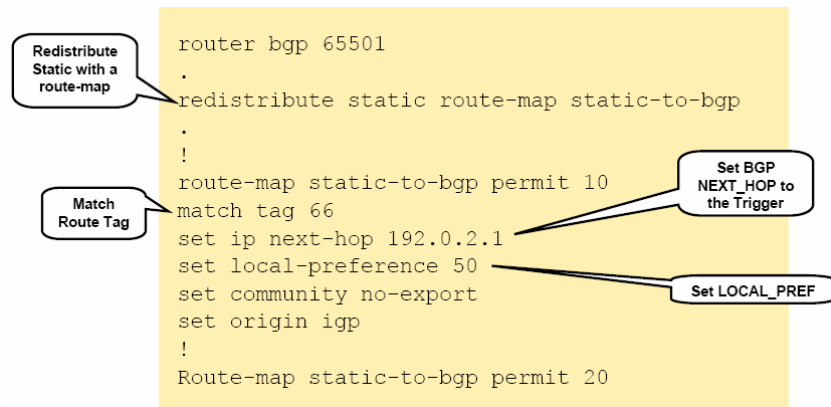 router bgp 65501
Redistribute
Static with a
route-map
.
redistribute static route-map static-to-bgp
.
!
route-map static-to-bgp permit 10
Set BGP
NEXT_HOP to
the Trigger
Match
Route Tag
match tag 66
set ip next-hop 192.0.2.1
set local-preference 50
Set LOCAL_PREF
set community no-export
set origin igp
!
Route-map static-to-bgp permit 20